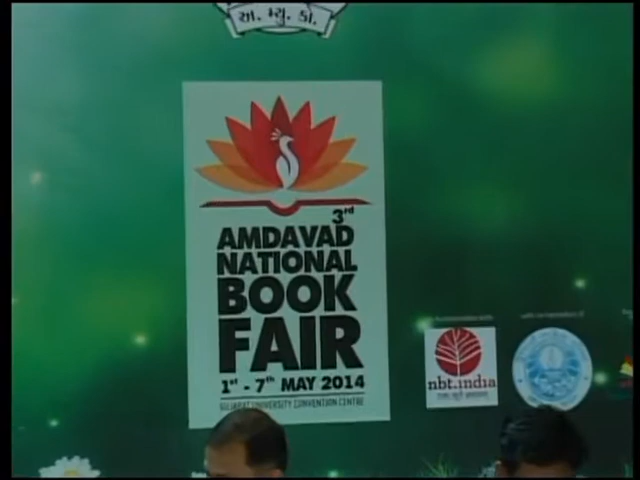 અ. મ્યુ. કો.
3rd
AMDAVAD
NATIONAL
BOOK
FAIR
1st - 7th MAY 2014
GUJARAT UNIVERSITY CONVENTION CENTRE
nbt.india